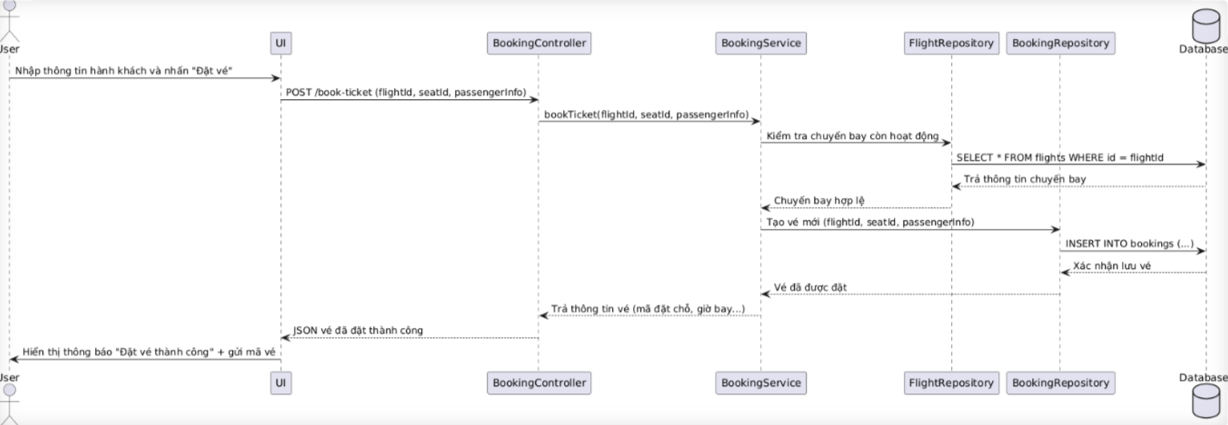 User
UI
BookingController
BookingService
FlightRepository
BookingRepository
Database
Nhập thông tin hành khách và nhấn "Đặt vé"
POST /book-ticket (flightId, seatId, passengerInfo)
bookTicket(flightId, seatId, passengerInfo)
Kiểm tra chuyến bay còn hoạt động
SELECT * FROM flights WHERE id = flightId
Trả thông tin chuyến bay
Chuyến bay hợp lệ
Tạo vé mới (flightId, seatId, passengerInfo)
INSERT INTO bookings (...)
Xác nhận lưu vé
Vé đã được đặt
Trả thông tin vé (mã đặt chỗ, giờ bay...)
JSON vé đã đặt thành công
Hiển thị thông báo "Đặt vé thành công" + gửi mã vé
User
UI
BookingController
BookingService
FlightRepository
BookingRepository
Database